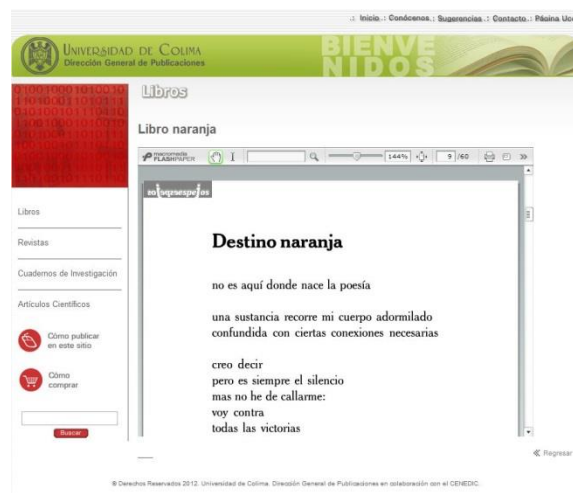 .: Inicio.: Conócenos.: Sugerencias.: Contacto.: Página Uco
UNIVERSIDAD DE COLIMA
Dirección General de Publicaciones
BIENVE
NIDOS
Libros
Libro naranja
macromedia
FLASHPAPER
144%
9 /60
Libros
Revistas
Cuadernos de Investigación
Artículos Científicos
Cómo publicar
en este sitio
Cómo
comprar
Buscar
Destino naranja
no es aquí donde nace la poesía
una sustancia recorre mi cuerpo adormilado
confundida con ciertas conexiones necesarias
creo decir
pero es siempre el silencio
mas no he de callarme:
voy contra
todas las victorias
Regresar
® Derechos Reservados 2012. Universidad de Colima. Dirección General de Publicaciones en colaboración con el CENEDIC.